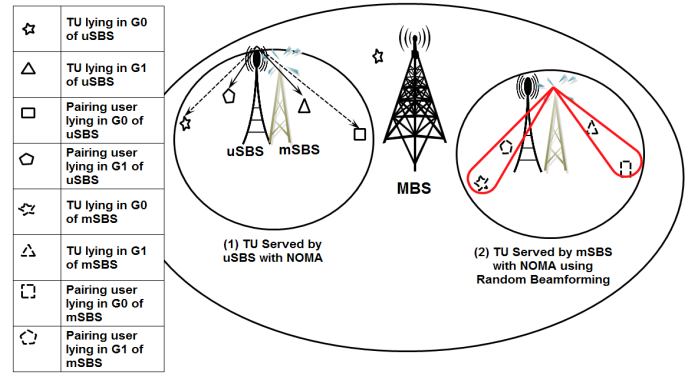 TU lying in G0
of uSBS
TU lying in G1
of uSBS
Pairing user
lying in G0 of
uSBS
Pairing user
lying in G1 of
uSBS
TU lying in G0
of mSBS
TU lying in G1
of mSBS
Pairing user
lying in G0 of
mSBS
Pairing user
lying in G1 of
mSBS
uSBS
mSBS
MBS
(1) TU Served by
uSBS with NOMA
(2) TU Served by mSBS
with NOMA using
Random Beamforming